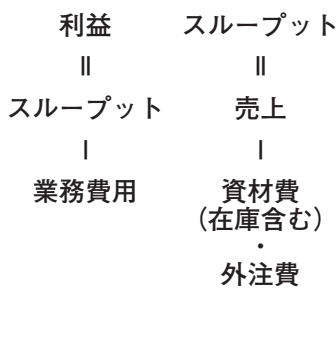 利益
=
スループット
-
業務費用
スループット
=
売上
-
資材費
(在庫含む)
・
外注費